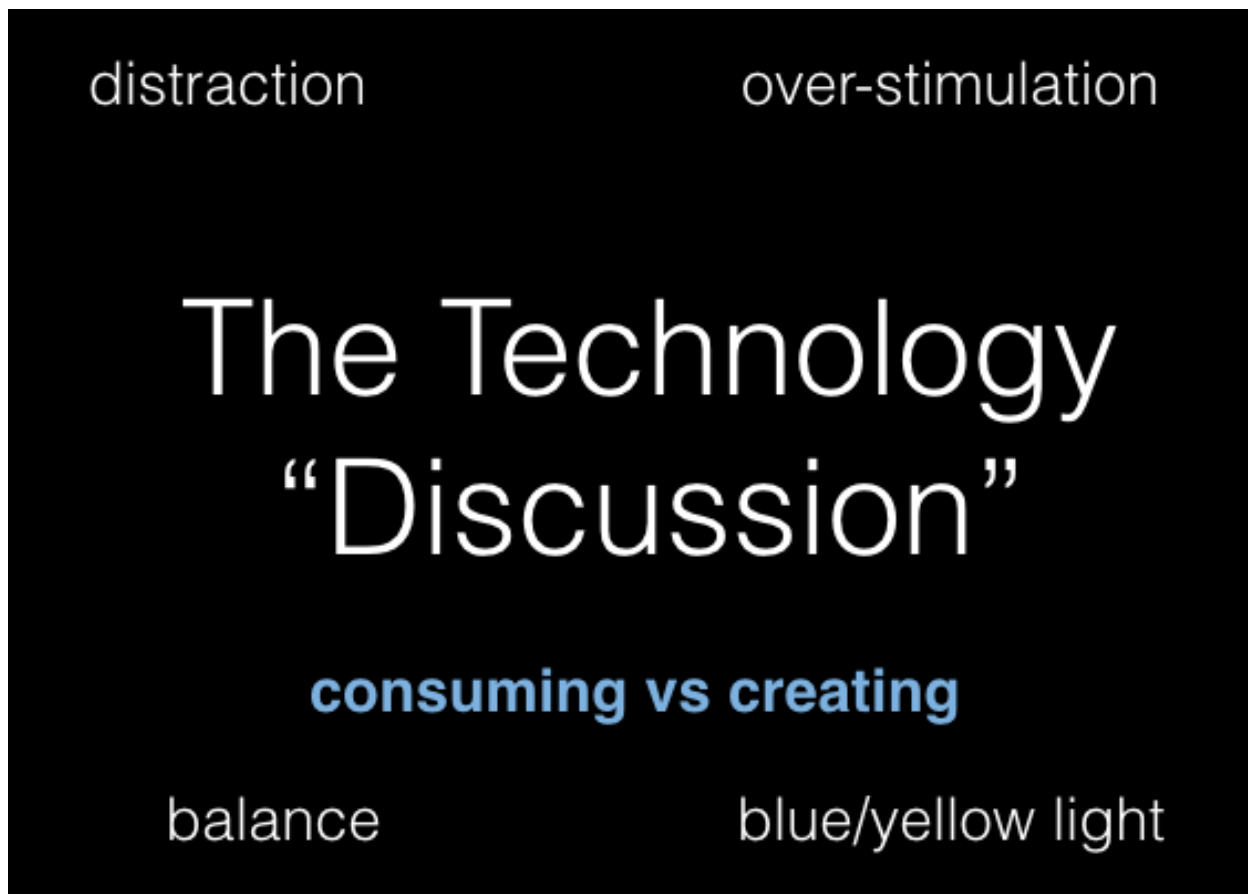 distraction
over-stimulation
The Technology
“Discussion”
consuming vs creating
balance
blue/yellow light